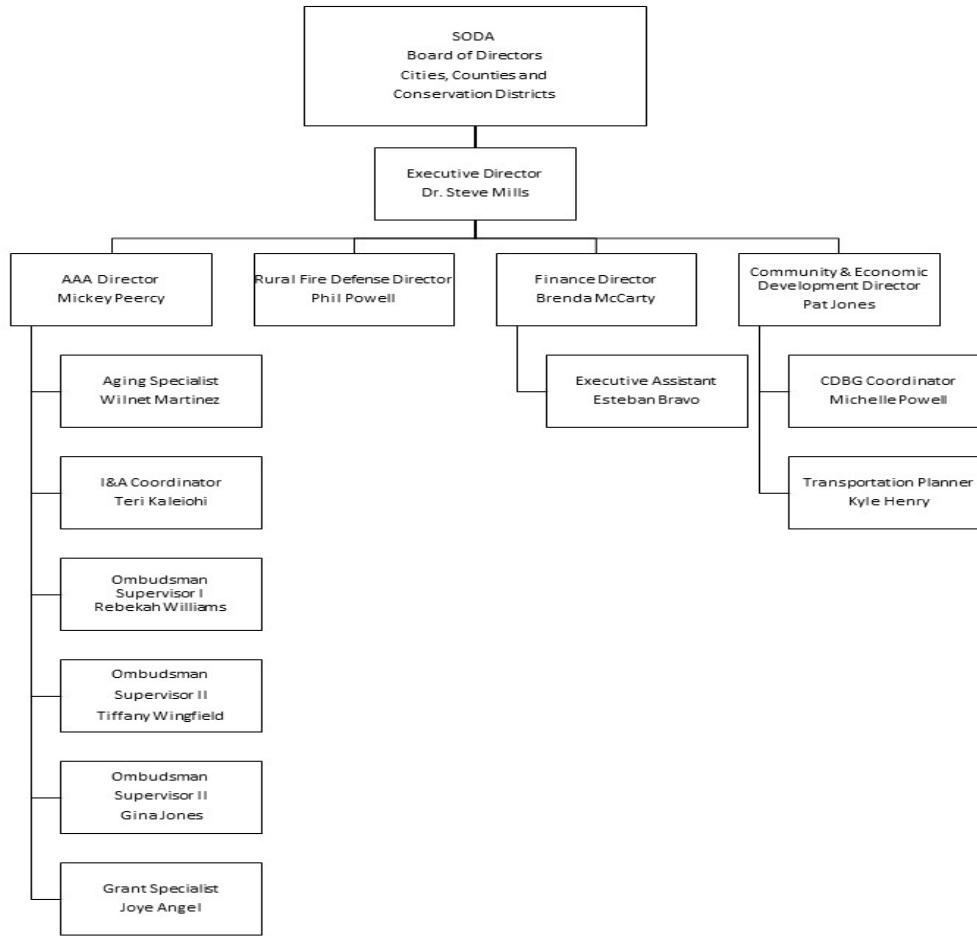 SODA
Board of Directors
Cities, Counties and
Conservation Districts
Executive Director
Dr. Steve Mills
AAA Director
Mickey Peercy
Rural Fire Defense Director
Phil Powell
Finance Director
Brenda McCarty
Community & Economic
Development Director
Pat Jones
Aging Specialist
Wilnet Martinez
Executive Assistant
Esteban Bravo
CDBG Coordinator
Michelle Powell
I&A Coordinator
Teri Kaleiohi
Transportation Planner
Kyle Henry
Ombudsman
Supervisor I
Rebekah Williams
Ombudsman
Supervisor II
Tiffany Wingfield
Ombudsman
Supervisor II
Gina Jones
Grant Specialist
Joye Angel